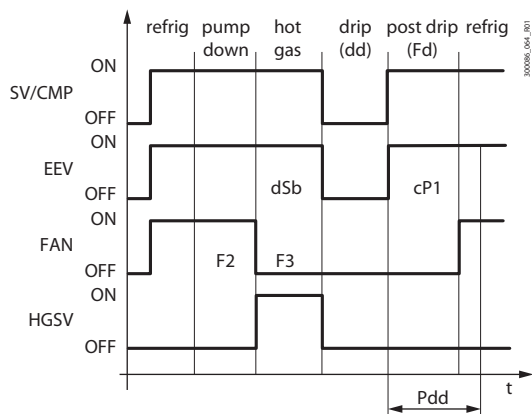 refrig pump down hot gas drip (dd) post drip (Fd) refrig
300086_064_R01
ON
SV/CMP
OFF
ON
EEV
dSb cP1
OFF
ON
FAN
F2 F3
OFF
ON
HGSV
OFF
t
Pdd